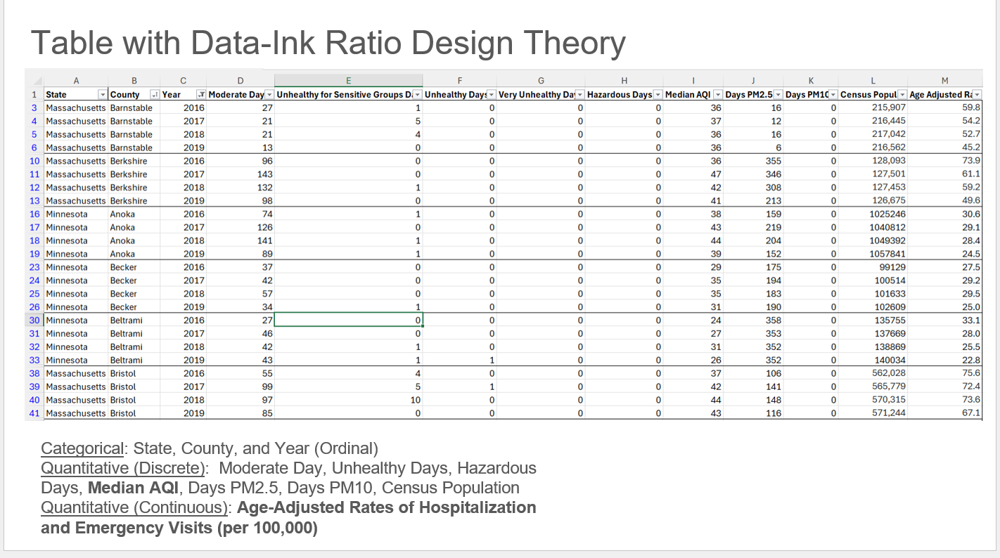 Table with Data-Ink Ratio Design Theory
A B C D E F G H I J K L M
1 State County Year Moderate Day Unhealthy for Sensitive Groups D Unhealthy Days Very Unhealthy Da Hazardous Days Median AQI Days PM2.5 Days PM10 Census Popul Age Adjusted Ra
3 Massachusetts Barnstable 2016 27 1 0 0 0 36 16 0 215,907 59.8
4 Massachusetts Barnstable 2017 21 5 0 0 0 37 12 0 216,445 54.2
5 Massachusetts Barnstable 2018 21 4 0 0 0 36 16 0 217,042 52.7
6 Massachusetts Barnstable 2019 13 0 0 0 0 36 6 0 216,562 45.2
10 Massachusetts Berkshire 2016 96 0 0 0 0 36 355 0 128,093 73.9
11 Massachusetts Berkshire 2017 143 0 0 0 0 47 346 0 127,501 61.1
12 Massachusetts Berkshire 2018 132 1 0 0 0 42 308 0 127,453 59.2
13 Massachusetts Berkshire 2019 98 0 0 0 0 41 213 0 126,675 49.6
16 Minnesota Anoka 2016 74 1 0 0 0 38 159 0 1025246 30.6
17 Minnesota Anoka 2017 126 0 0 0 0 43 219 0 1040812 29.1
18 Minnesota Anoka 2018 141 1 0 0 0 44 204 0 1049392 28.4
19 Minnesota Anoka 2019 89 1 0 0 0 39 152 0 1057841 24.5
23 Minnesota Becker 2016 37 0 0 0 0 29 175 0 99129 27.5
24 Minnesota Becker 2017 42 0 0 0 0 35 194 0 100514 29.2
25 Minnesota Becker 2018 57 0 0 0 0 35 183 0 101633 29.5
26 Minnesota Becker 2019 34 1 0 0 0 31 190 0 102609 25.0
30 Minnesota Beltrami 2016 27 0 0 0 0 24 358 0 135755 33.1
31 Minnesota Beltrami 2017 46 0 0 0 0 27 353 0 137669 28.0
32 Minnesota Beltrami 2018 42 1 0 0 0 31 352 0 138869 25.5
33 Minnesota Beltrami 2019 43 1 1 0 0 26 352 0 140034 22.8
38 Massachusetts Bristol 2016 55 4 0 0 0 37 106 0 562,028 75.6
39 Massachusetts Bristol 2017 99 5 1 0 0 42 141 0 565,779 72.4
40 Massachusetts Bristol 2018 97 10 0 0 0 44 148 0 570,315 73.6
41 Massachusetts Bristol 2019 85 0 0 0 0 43 116 0 571,244 67.1
Categorical: State, County, and Year (Ordinal)
Quantitative (Discrete): Moderate Day, Unhealthy Days, Hazardous
Days, Median AQI, Days PM2.5, Days PM10, Census Population
Quantitative (Continuous): Age-Adjusted Rates of Hospitalization
and Emergency Visits (per 100,000)